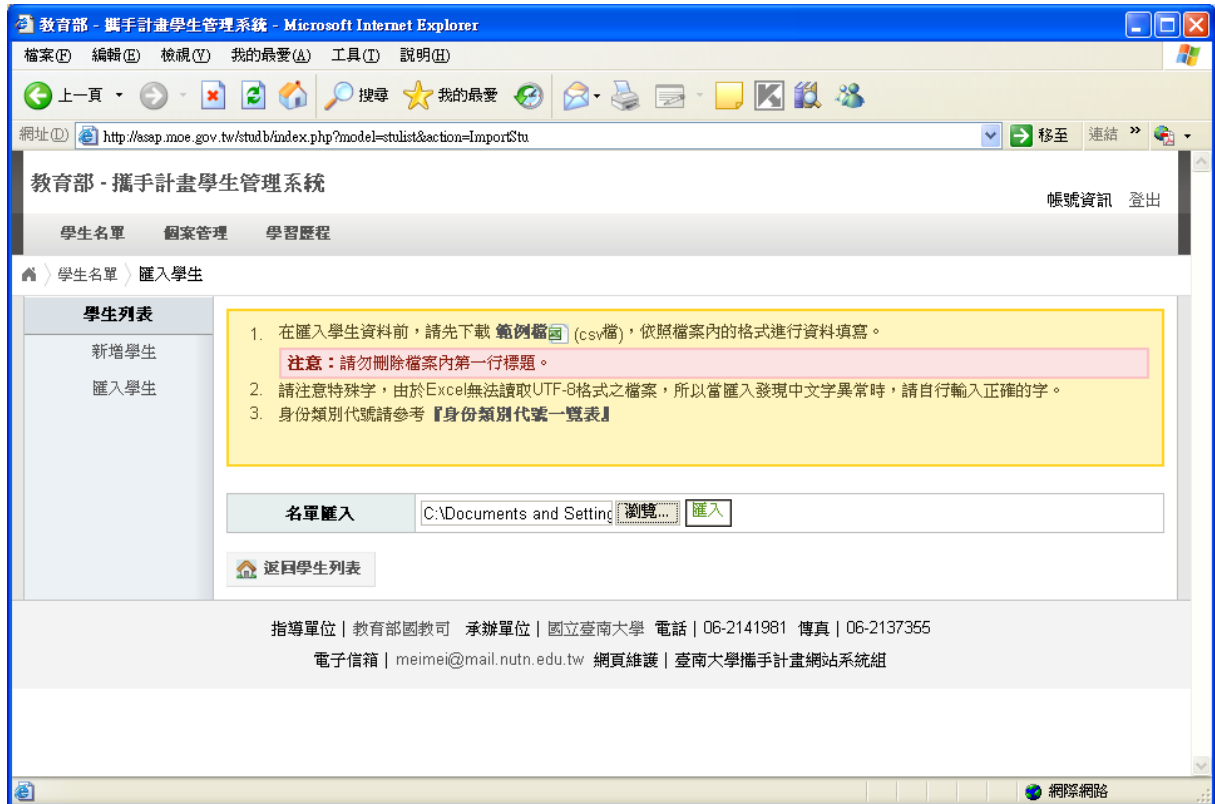 教育部 - 攜手計畫學生管理系統 - Microsoft Internet Explorer
檔案(F) 編輯(E) 檢視(V) 我的最愛(A) 工具(T) 說明(H)
上一頁 搜尋 我的最愛
網址(D) http://asap.moe.gov.tw/studb/index.php?model=stulist&action=ImportStu 移至 連結 »
教育部 - 攜手計畫學生管理系統
帳號資訊 登出
學生名單 個案管理 學習歷程
學生名單 匯入學生
學生列表
新增學生
匯入學生
1. 在匯入學生資料前，請先下載 範例檔 (csv檔)，依照檔案內的格式進行資料填寫。
注意：請勿刪除檔案內第一行標題。
2. 請注意特殊字，由於Excel無法讀取UTF-8格式之檔案，所以當匯入發現中文字異常時，請自行輸入正確的字。
3. 身份類別代號請參考『身份類別代號一覽表』
名單匯入 C:\Documents and Setting 瀏覽... 匯入
返回學生列表
指導單位 | 教育部國教司 承辦單位 | 國立臺南大學 電話 | 06-2141981 傳真 | 06-2137355
電子信箱 | meimei@mail.nutn.edu.tw 網頁維護 | 臺南大學攜手計畫網站系統組
網際網路